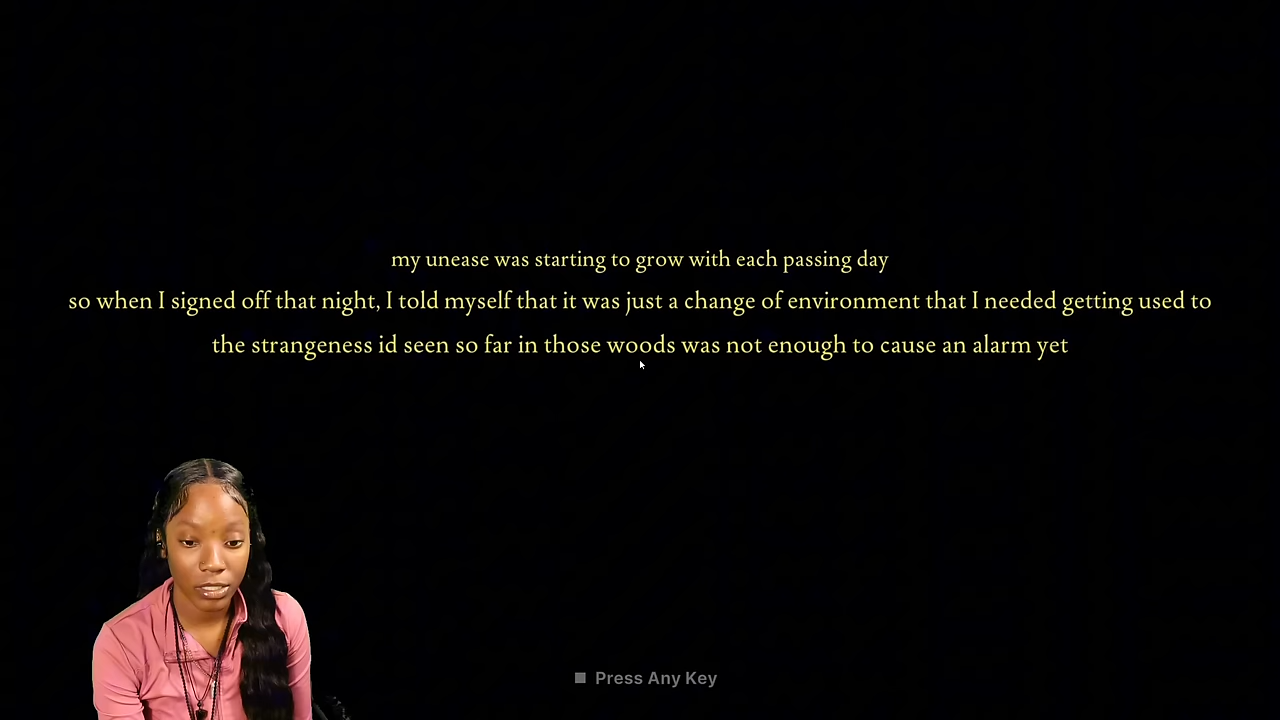 my unease was starting to grow with each passing day
so when I signed off that night, I told myself that it was just a change of environment that I needed getting used to
the strangeness id seen so far in those woods was not enough to cause an alarm yet
Press Any Key